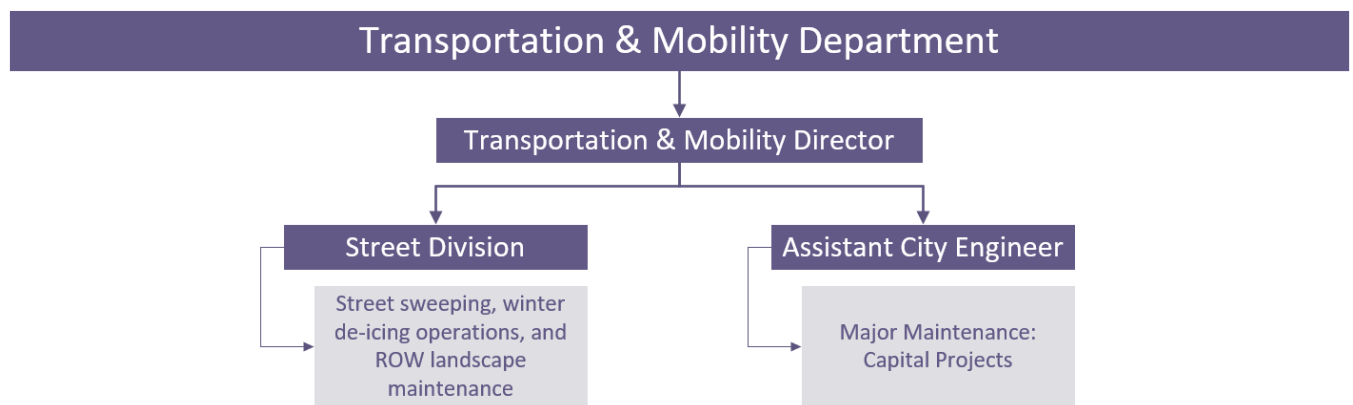 Transportation & Mobility Department
Transportation & Mobility Director
Street Division
Assistant City Engineer
Street sweeping, winter
de-icing operations, and
ROW landscape
maintenance
Major Maintenance:
Capital Projects